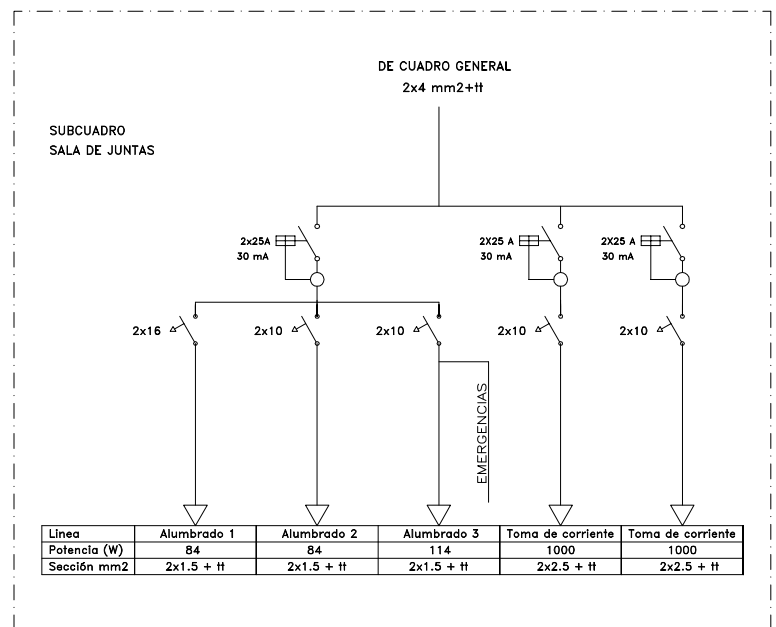 DE CUADRO GENERAL
2x4 mm2+tt
SUBCUADRO
SALA DE JUNTAS
2x25A
30 mA
2X25 A
30 mA
2X25 A
30 mA
2x16
2x10
2x10
2x10
2x10
EMERGENCIAS
Linea Alumbrado 1 Alumbrado 2 Alumbrado 3 Toma de corriente Toma de corriente
Potencia (W) 84 84 114 1000 1000
Sección mm2 2x1.5 + tt 2x1.5 + tt 2x1.5 + tt 2x2.5 + tt 2x2.5 + tt